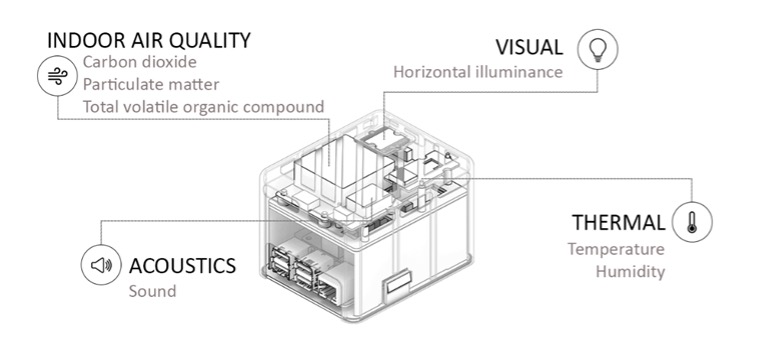 INDOOR AIR QUALITY
Carbon dioxide
Particulate matter
Total volatile organic compound
VISUAL
Horizontal illuminance
THERMAL
Temperature
Humidity
ACOUSTICS
Sound